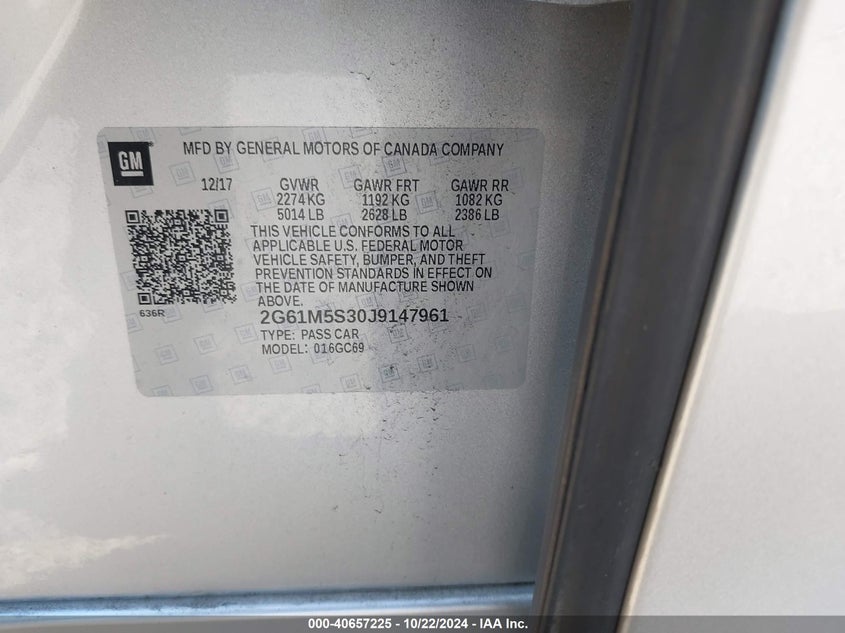 GM
MFD BY GENERAL MOTORS OF CANADA COMPANY
12/17 GVWR GAWR FRT GAWR RR
2274 KG 1192 KG 1082 KG
5014 LB 2628 LB 2386 LB
THIS VEHICLE CONFORMS TO ALL
APPLICABLE U.S. FEDERAL MOTOR
VEHICLE SAFETY, BUMPER, AND THEFT
PREVENTION STANDARDS IN EFFECT ON
THE DATE OF MANUFACTURE SHOWN
ABOVE.
636R
2G61M5S30J9147961
TYPE: PASS CAR
MODEL: 016GC69
000-40657225 - 10/22/2024 - IAA Inc.